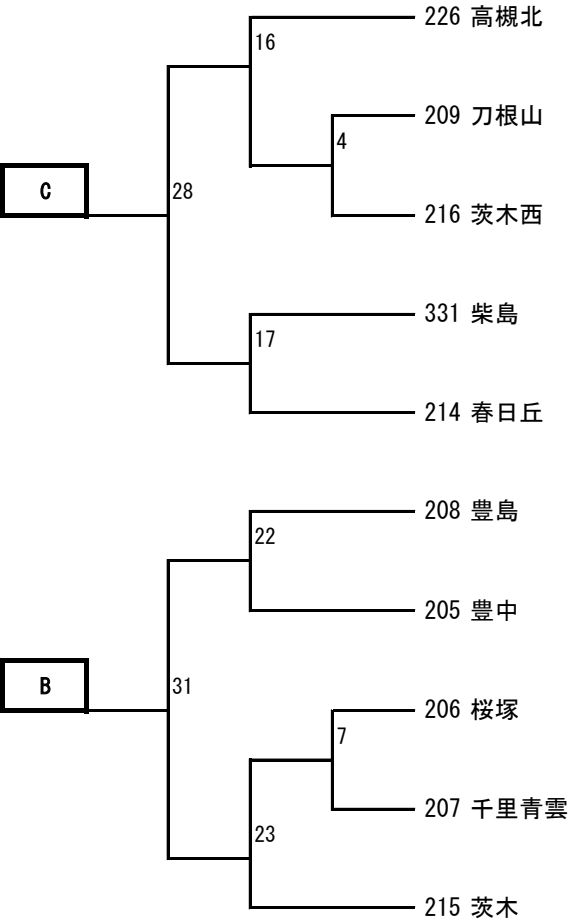 226 高槻北
16
209 刀根山
4
C
28
216 茨木西
331 柴島
17
214 春日丘
208 豊島
22
205 豊中
B
31
206 桜塚
7
207 千里青雲
23
215 茨木